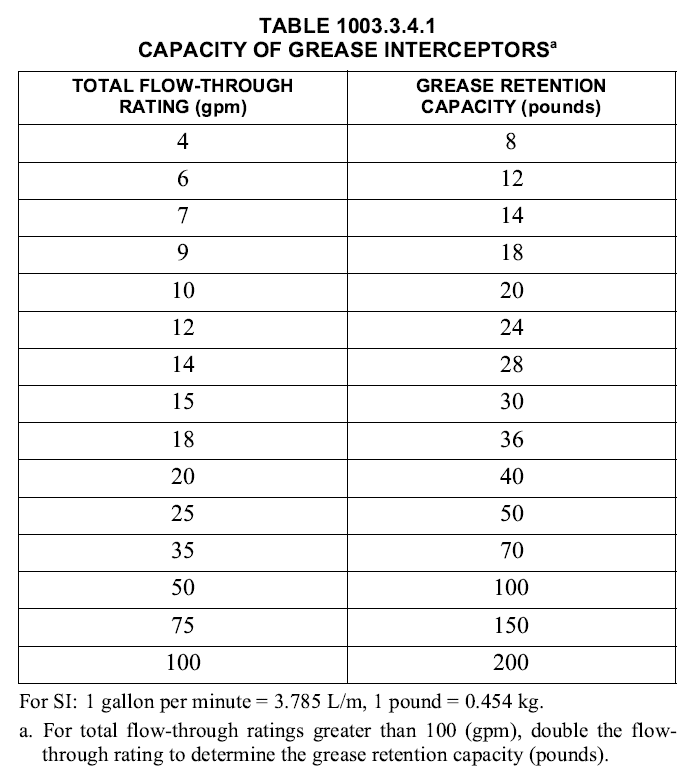 TABLE 1003.3.4.1
CAPACITY OF GREASE INTERCEPTORSª
TOTAL FLOW-THROUGH RATING (gpm) GREASE RETENTION CAPACITY (pounds)
4 8
6 12
7 14
9 18
10 20
12 24
14 28
15 30
18 36
20 40
25 50
35 70
50 100
75 150
100 200
For SI: 1 gallon per minute = 3.785 L/m, 1 pound = 0.454 kg.
a. For total flow-through ratings greater than 100 (gpm), double the flow-
through rating to determine the grease retention capacity (pounds).